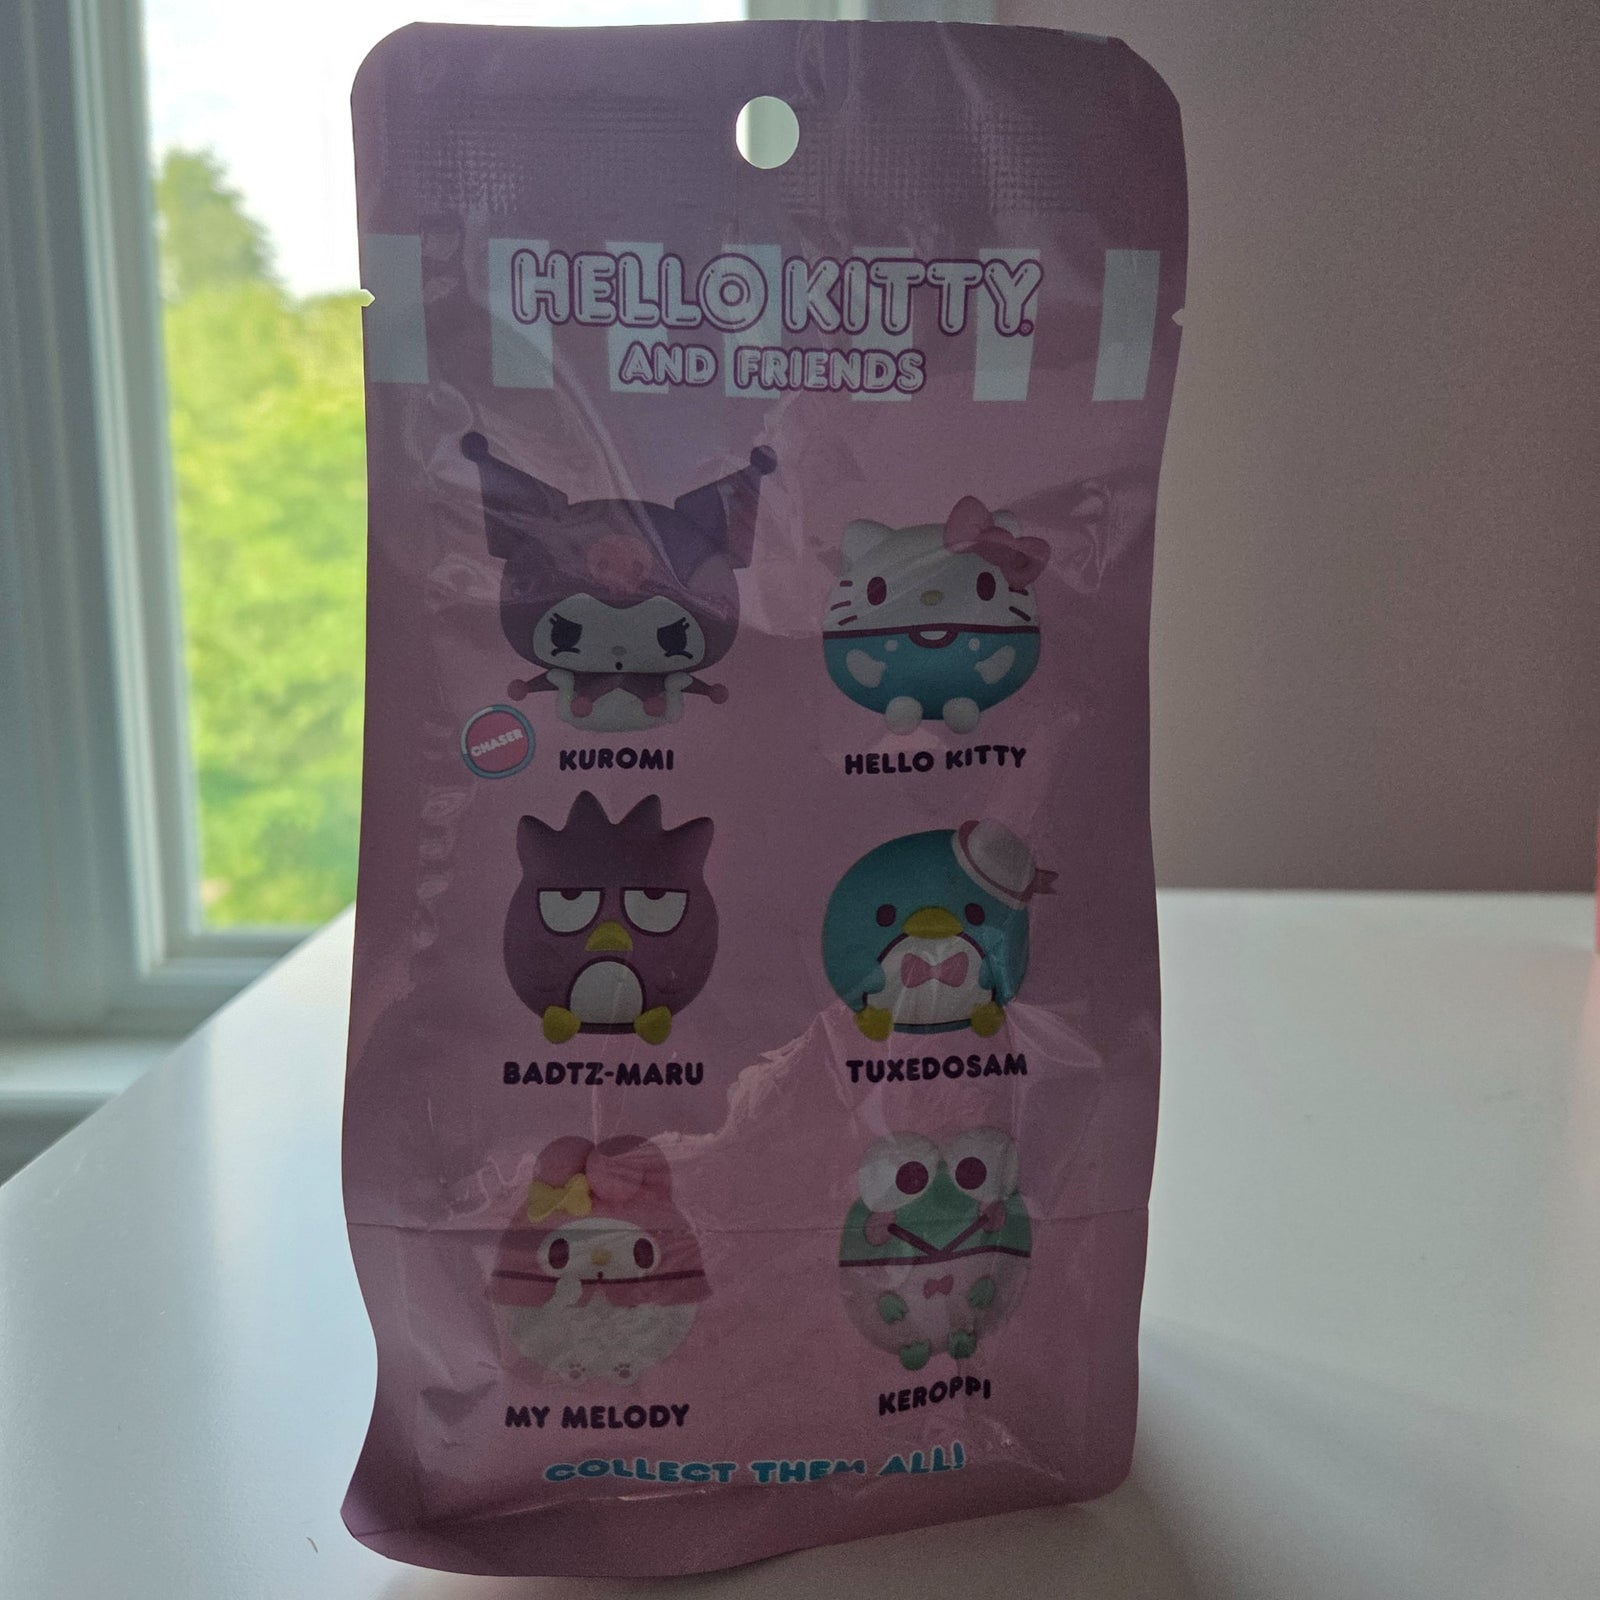 HELLO KITTY®
AND FRIENDS
CHASER
KUROMI
HELLO KITTY
BADTZ-MARU
TUXEDOSAM
MY MELODY
KEROPPI
COLLECT THEM ALL!